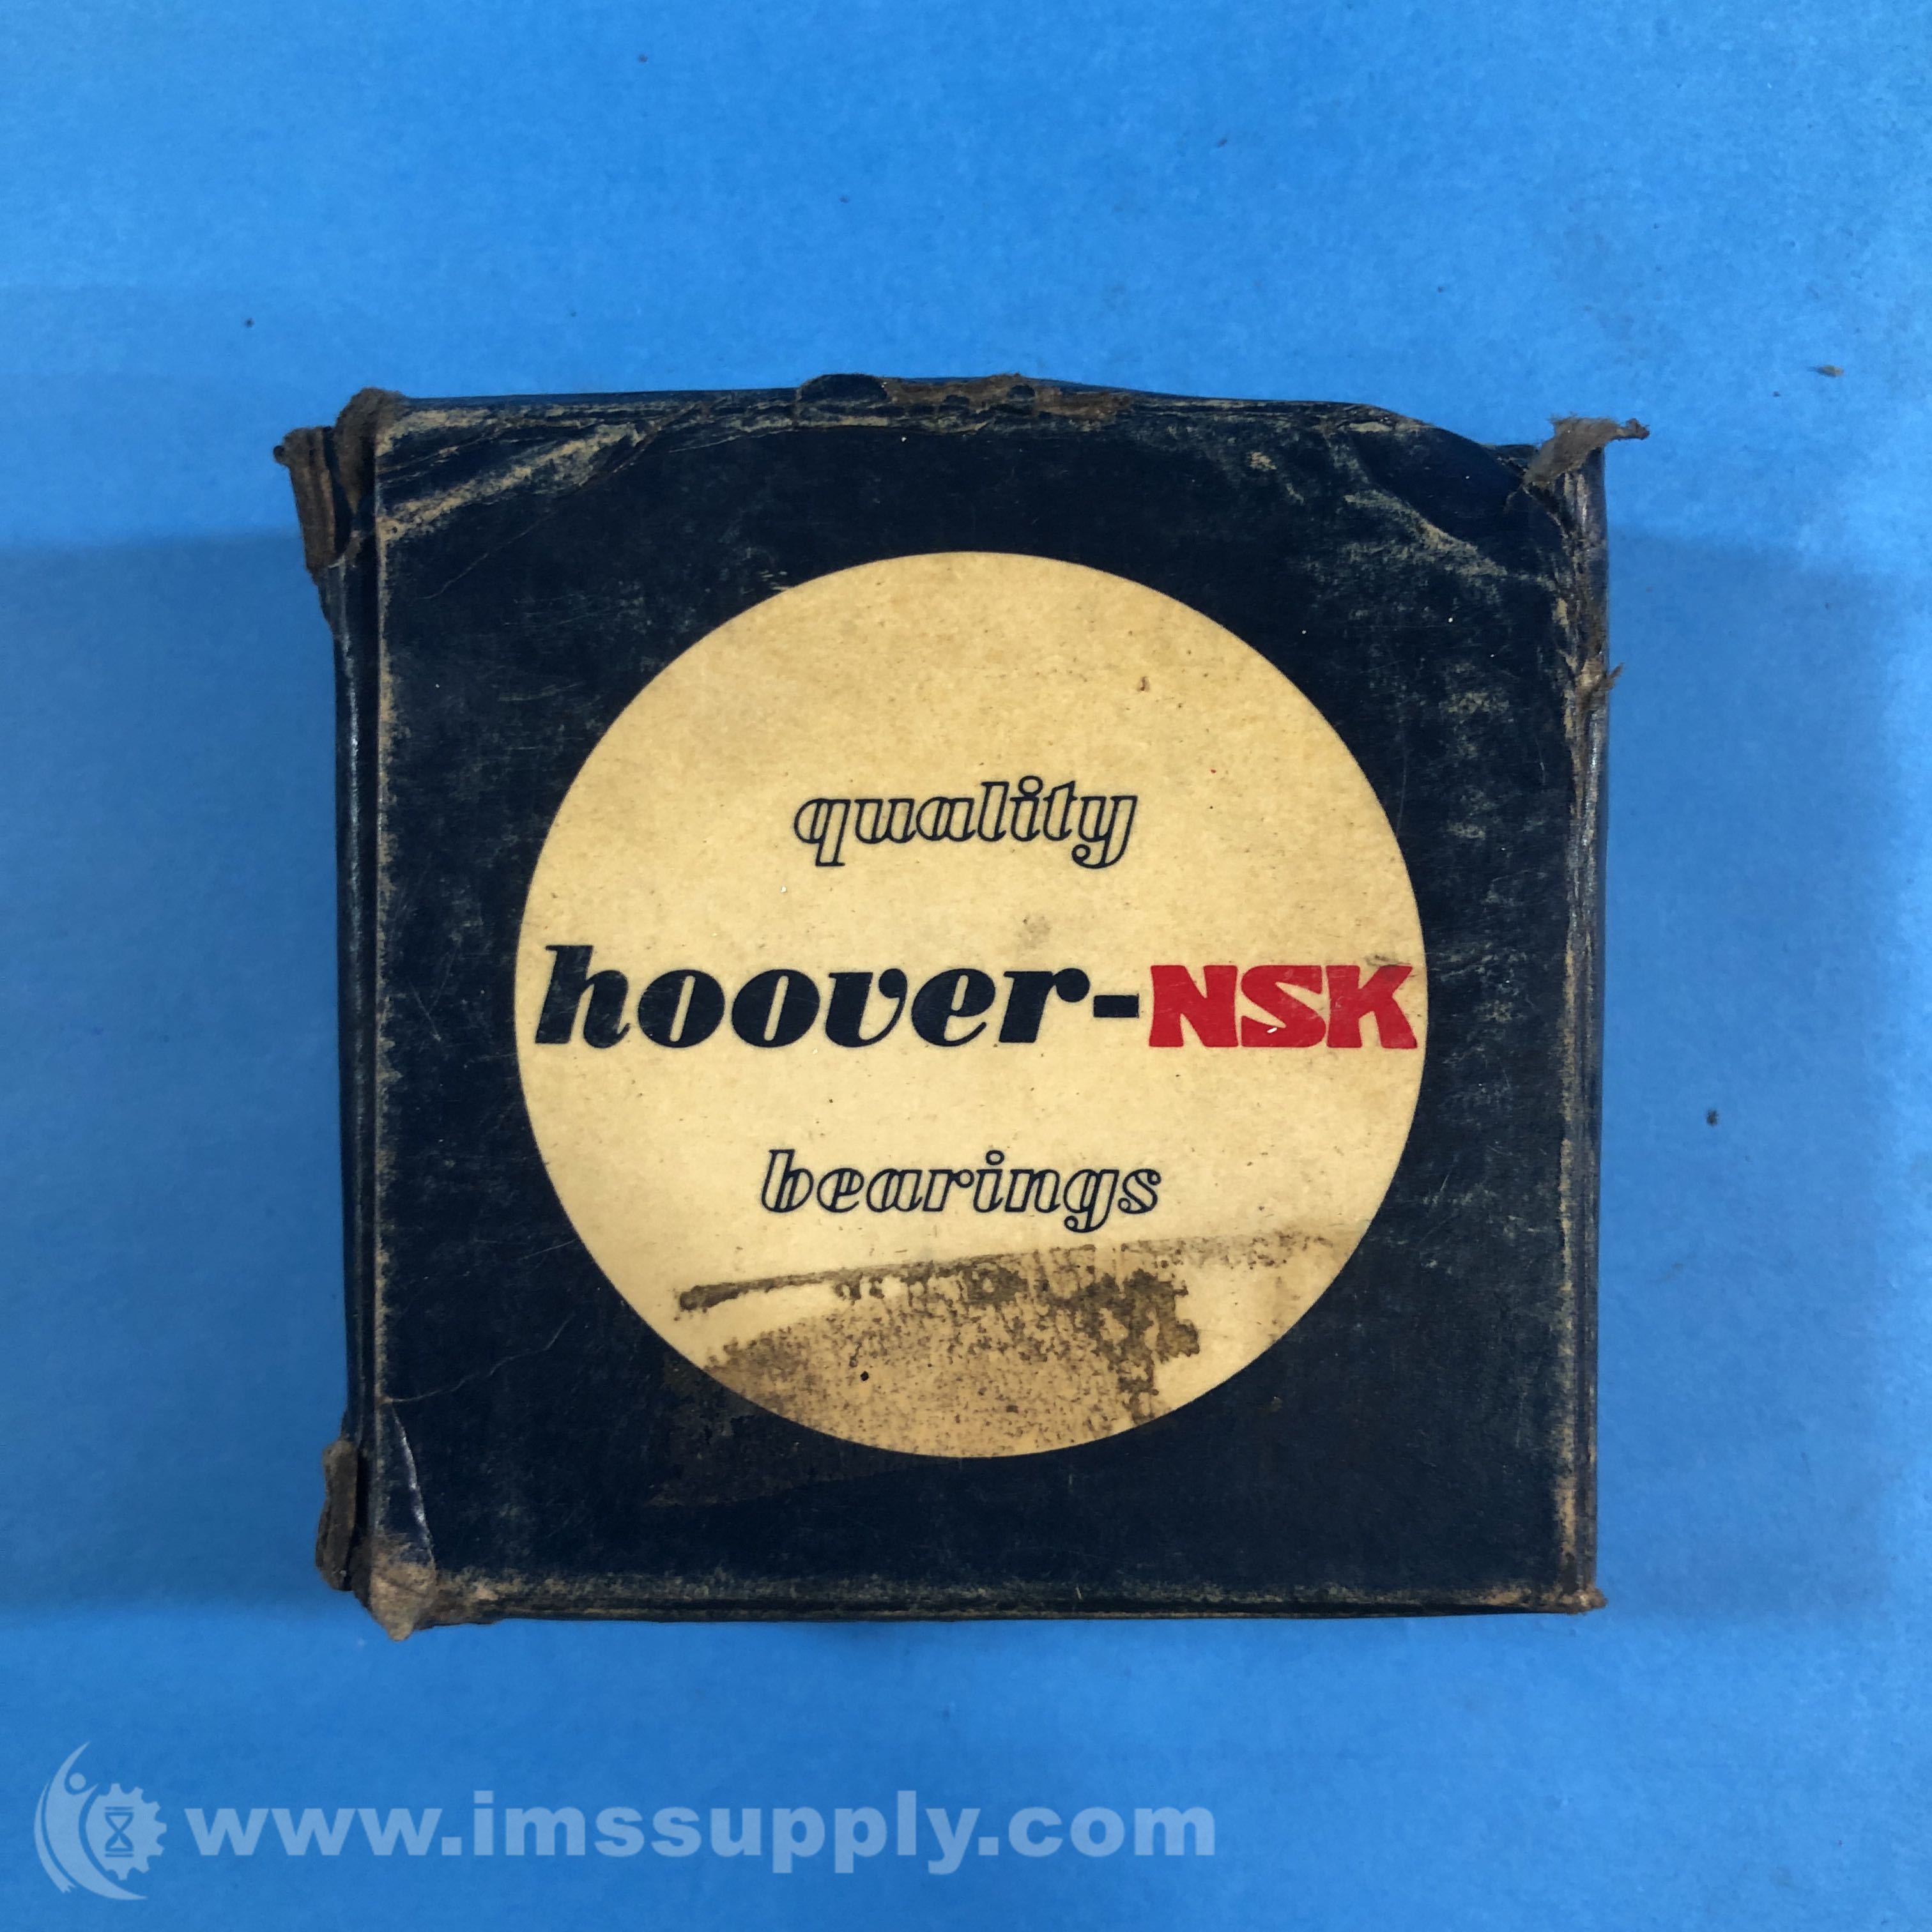 quality
hoover-NSK
bearings
www.imssupply.com